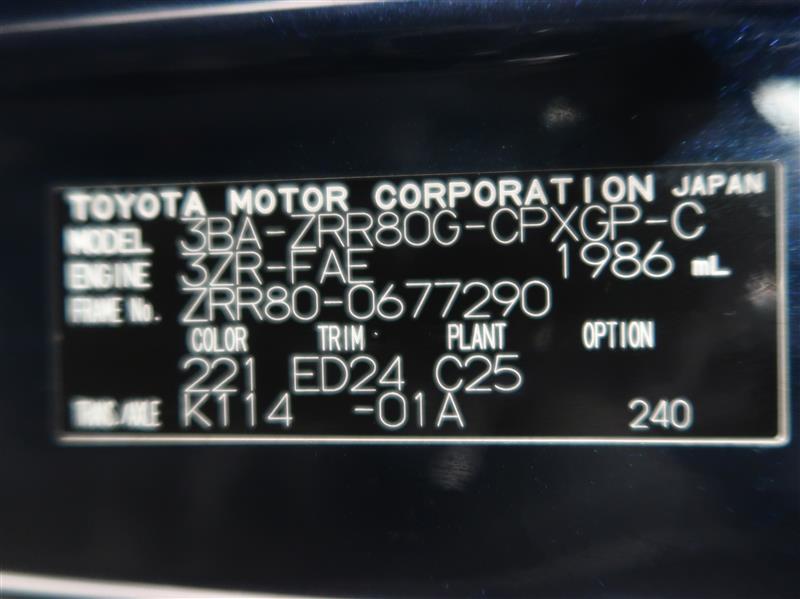 TOYOTA MOTOR CORPORATION JAPAN
MODEL 3BA-ZRR80G-CPXGP-C
ENGINE 3ZR-FAE 1986 mL
FRAME No. ZRR80-0677290
COLOR TRIM PLANT OPTION
221 ED24 C25
TRANS./AXLE K114 -01A 240